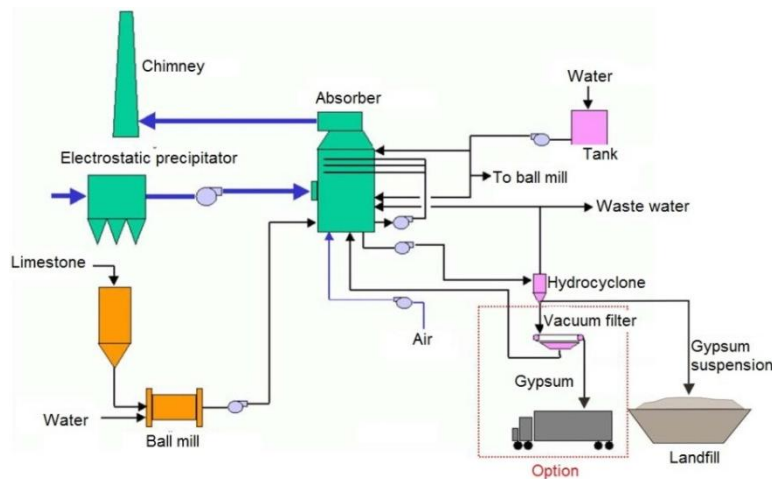 Chimney
Absorber
Water
Electrostatic precipitator
Tank
To ball mill
Waste water
Limestone
Hydrocyclone
Vacuum filter
Air
Gypsum
suspension
Gypsum
Water
Ball mill
Landfill
Option